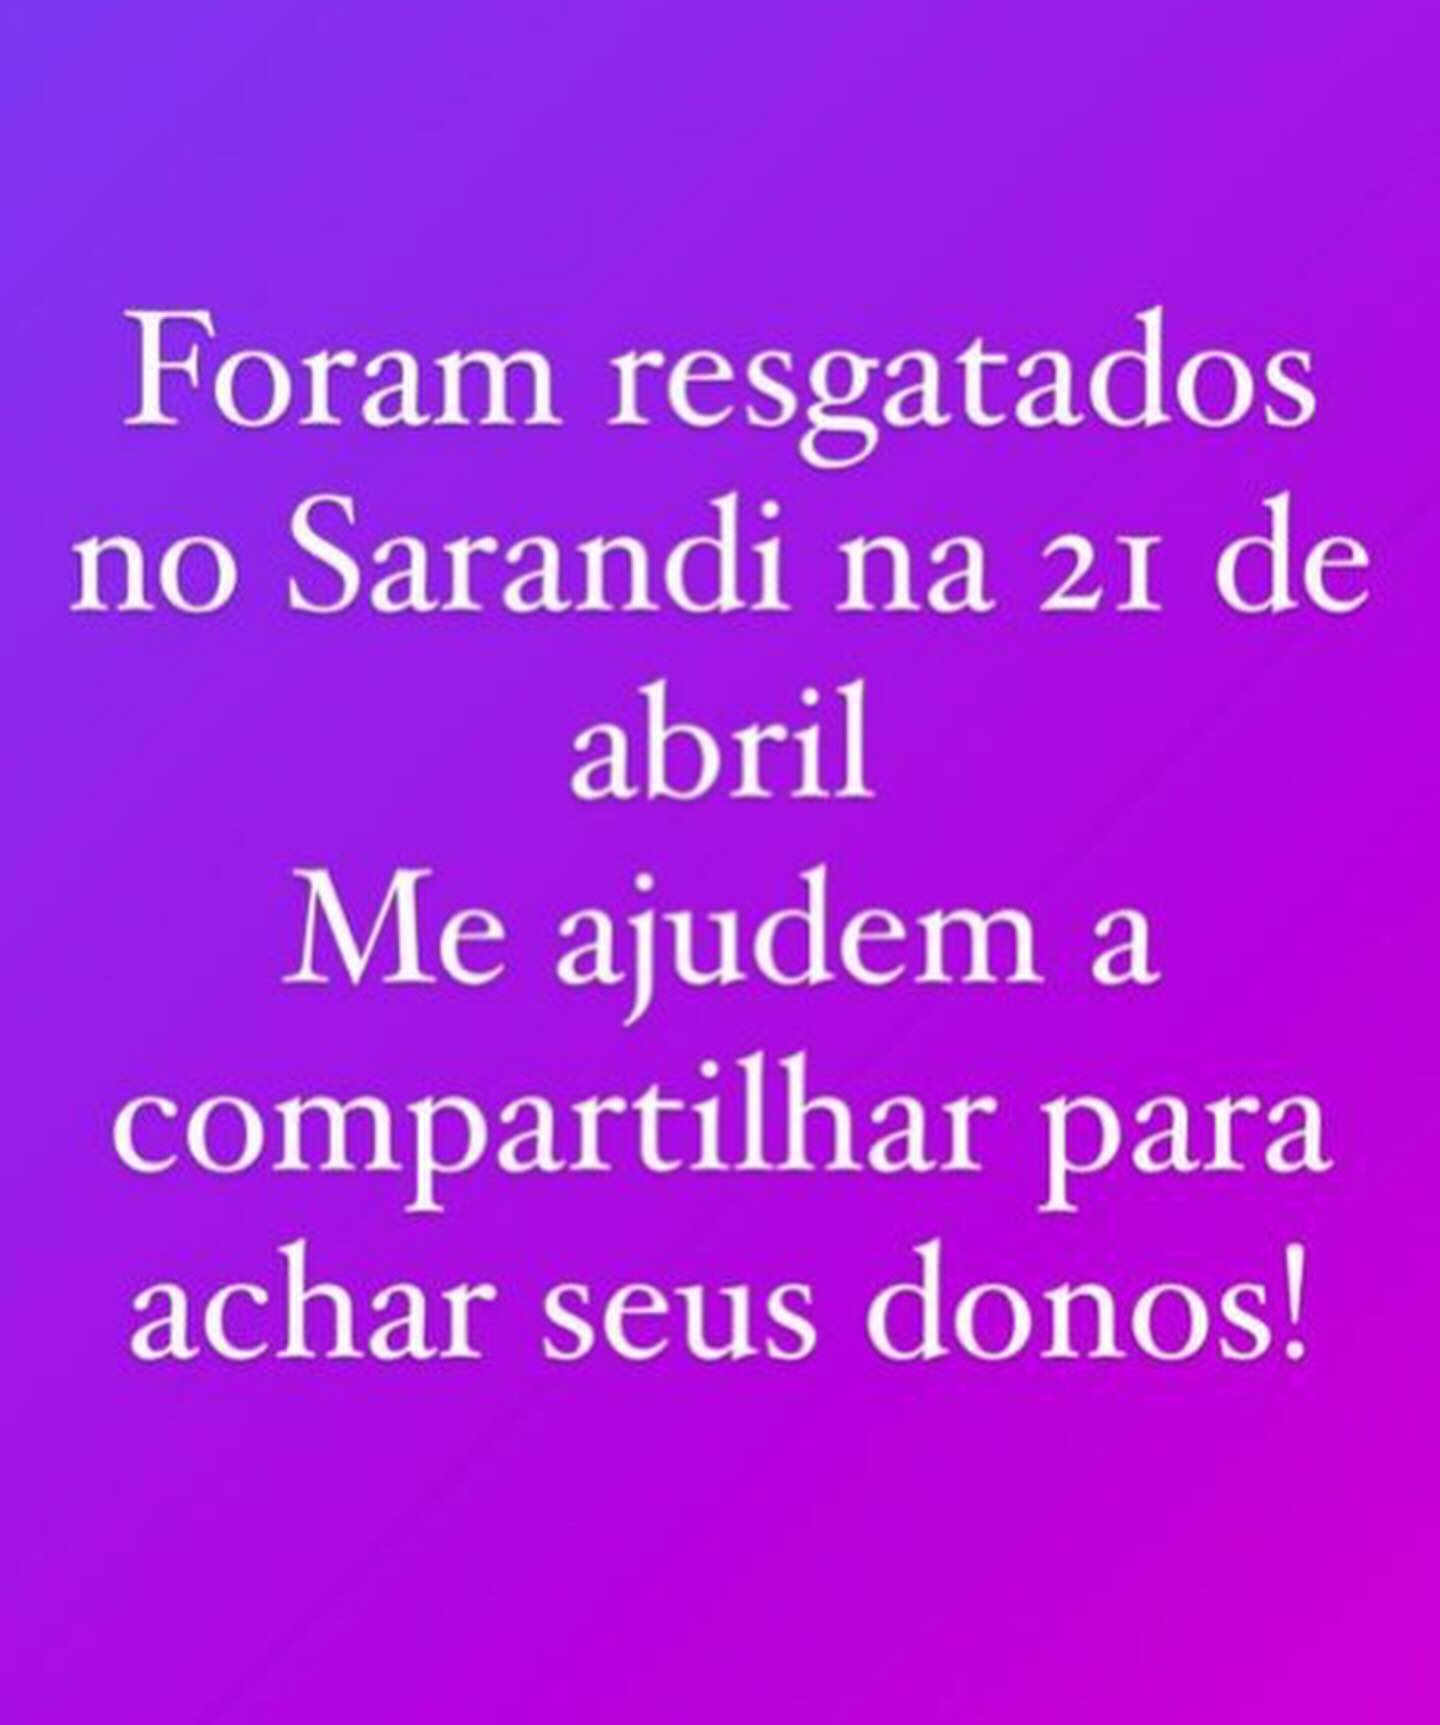 Foram resgatados
no Sarandi na 21 de
abril
Me ajudem a
compartilhar para
achar seus donos!